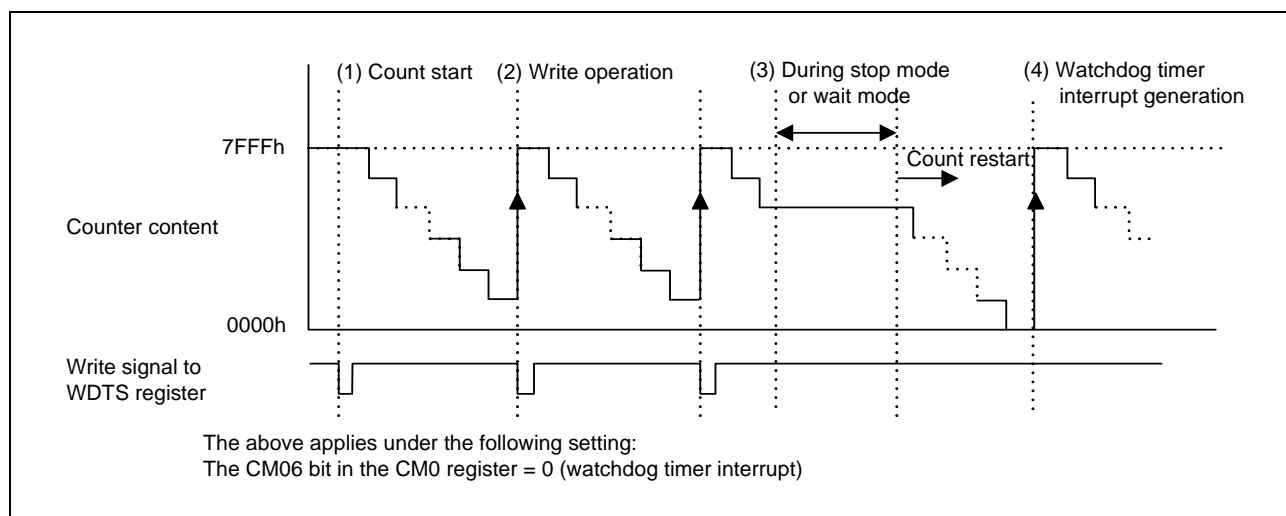 (1) Count start
(2) Write operation
(3) During stop mode
or wait mode
(4) Watchdog timer
interrupt generation
7FFFh
Count restart
Counter content
0000h
Write signal to
WDTS register
The above applies under the following setting:
The CM06 bit in the CM0 register = 0 (watchdog timer interrupt)